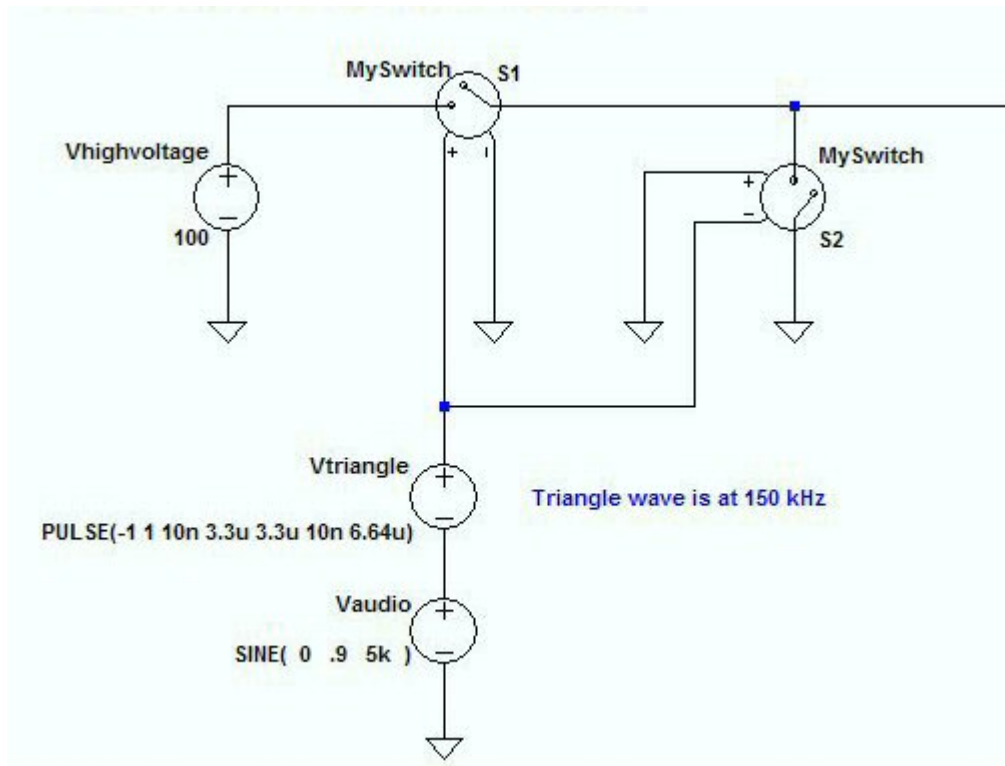 MySwitch
S1
Vhighvoltage
100
MySwitch
S2
Vtriangle
PULSE(-1 1 10n 3.3u 3.3u 10n 6.64u)
Triangle wave is at 150 kHz
Vaudio
SINE( 0 .9 5k )